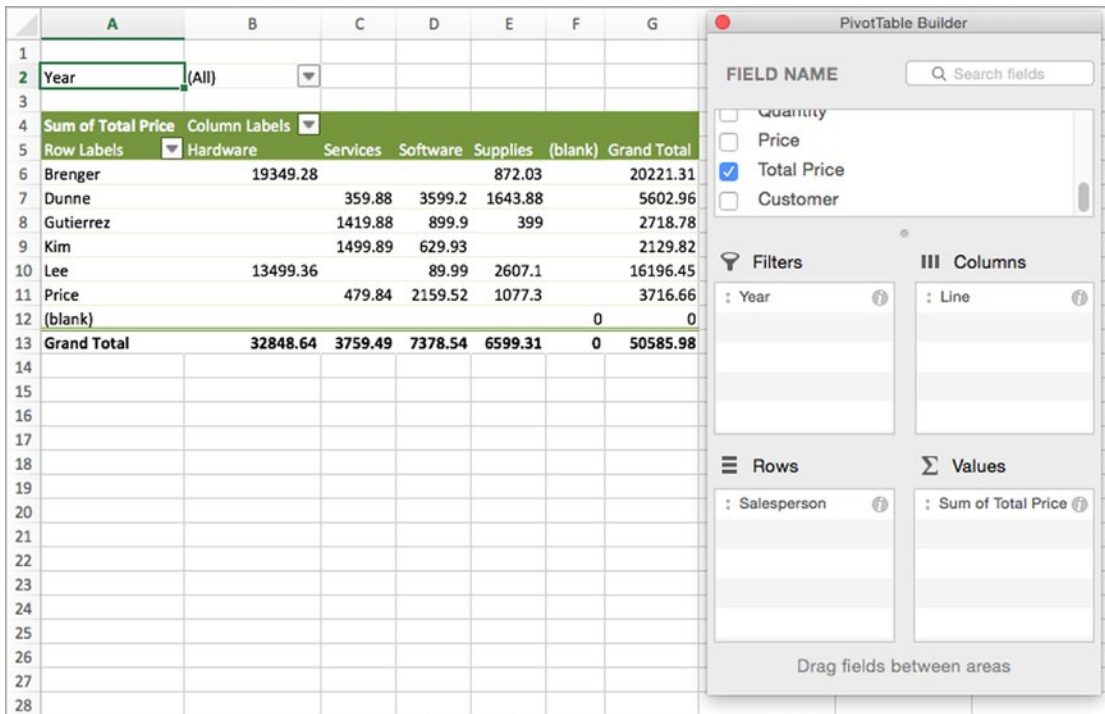 A B C D E F G
1
2 Year (All)
3
4 Sum of Total Price Column Labels
5 Row Labels Hardware Services Software Supplies (blank) Grand Total
6 Brenger 19349.28 872.03 20221.31
7 Dunne 359.88 3599.2 1643.88 5602.96
8 Gutierrez 1419.88 899.9 399 2718.78
9 Kim 1499.89 629.93 2129.82
10 Lee 13499.36 89.99 2607.1 16196.45
11 Price 479.84 2159.52 1077.3 3716.66
12 (blank) 0 0
13 Grand Total 32848.64 3759.49 7378.54 6599.31 0 50585.98
14
15
16
17
18
19
20
21
22
23
24
25
26
27
28
PivotTable Builder
FIELD NAME Search fields
Quantity
Price
Total Price
Customer
Filters Columns
: Year : Line
Rows Σ Values
: Salesperson : Sum of Total Price
Drag fields between areas